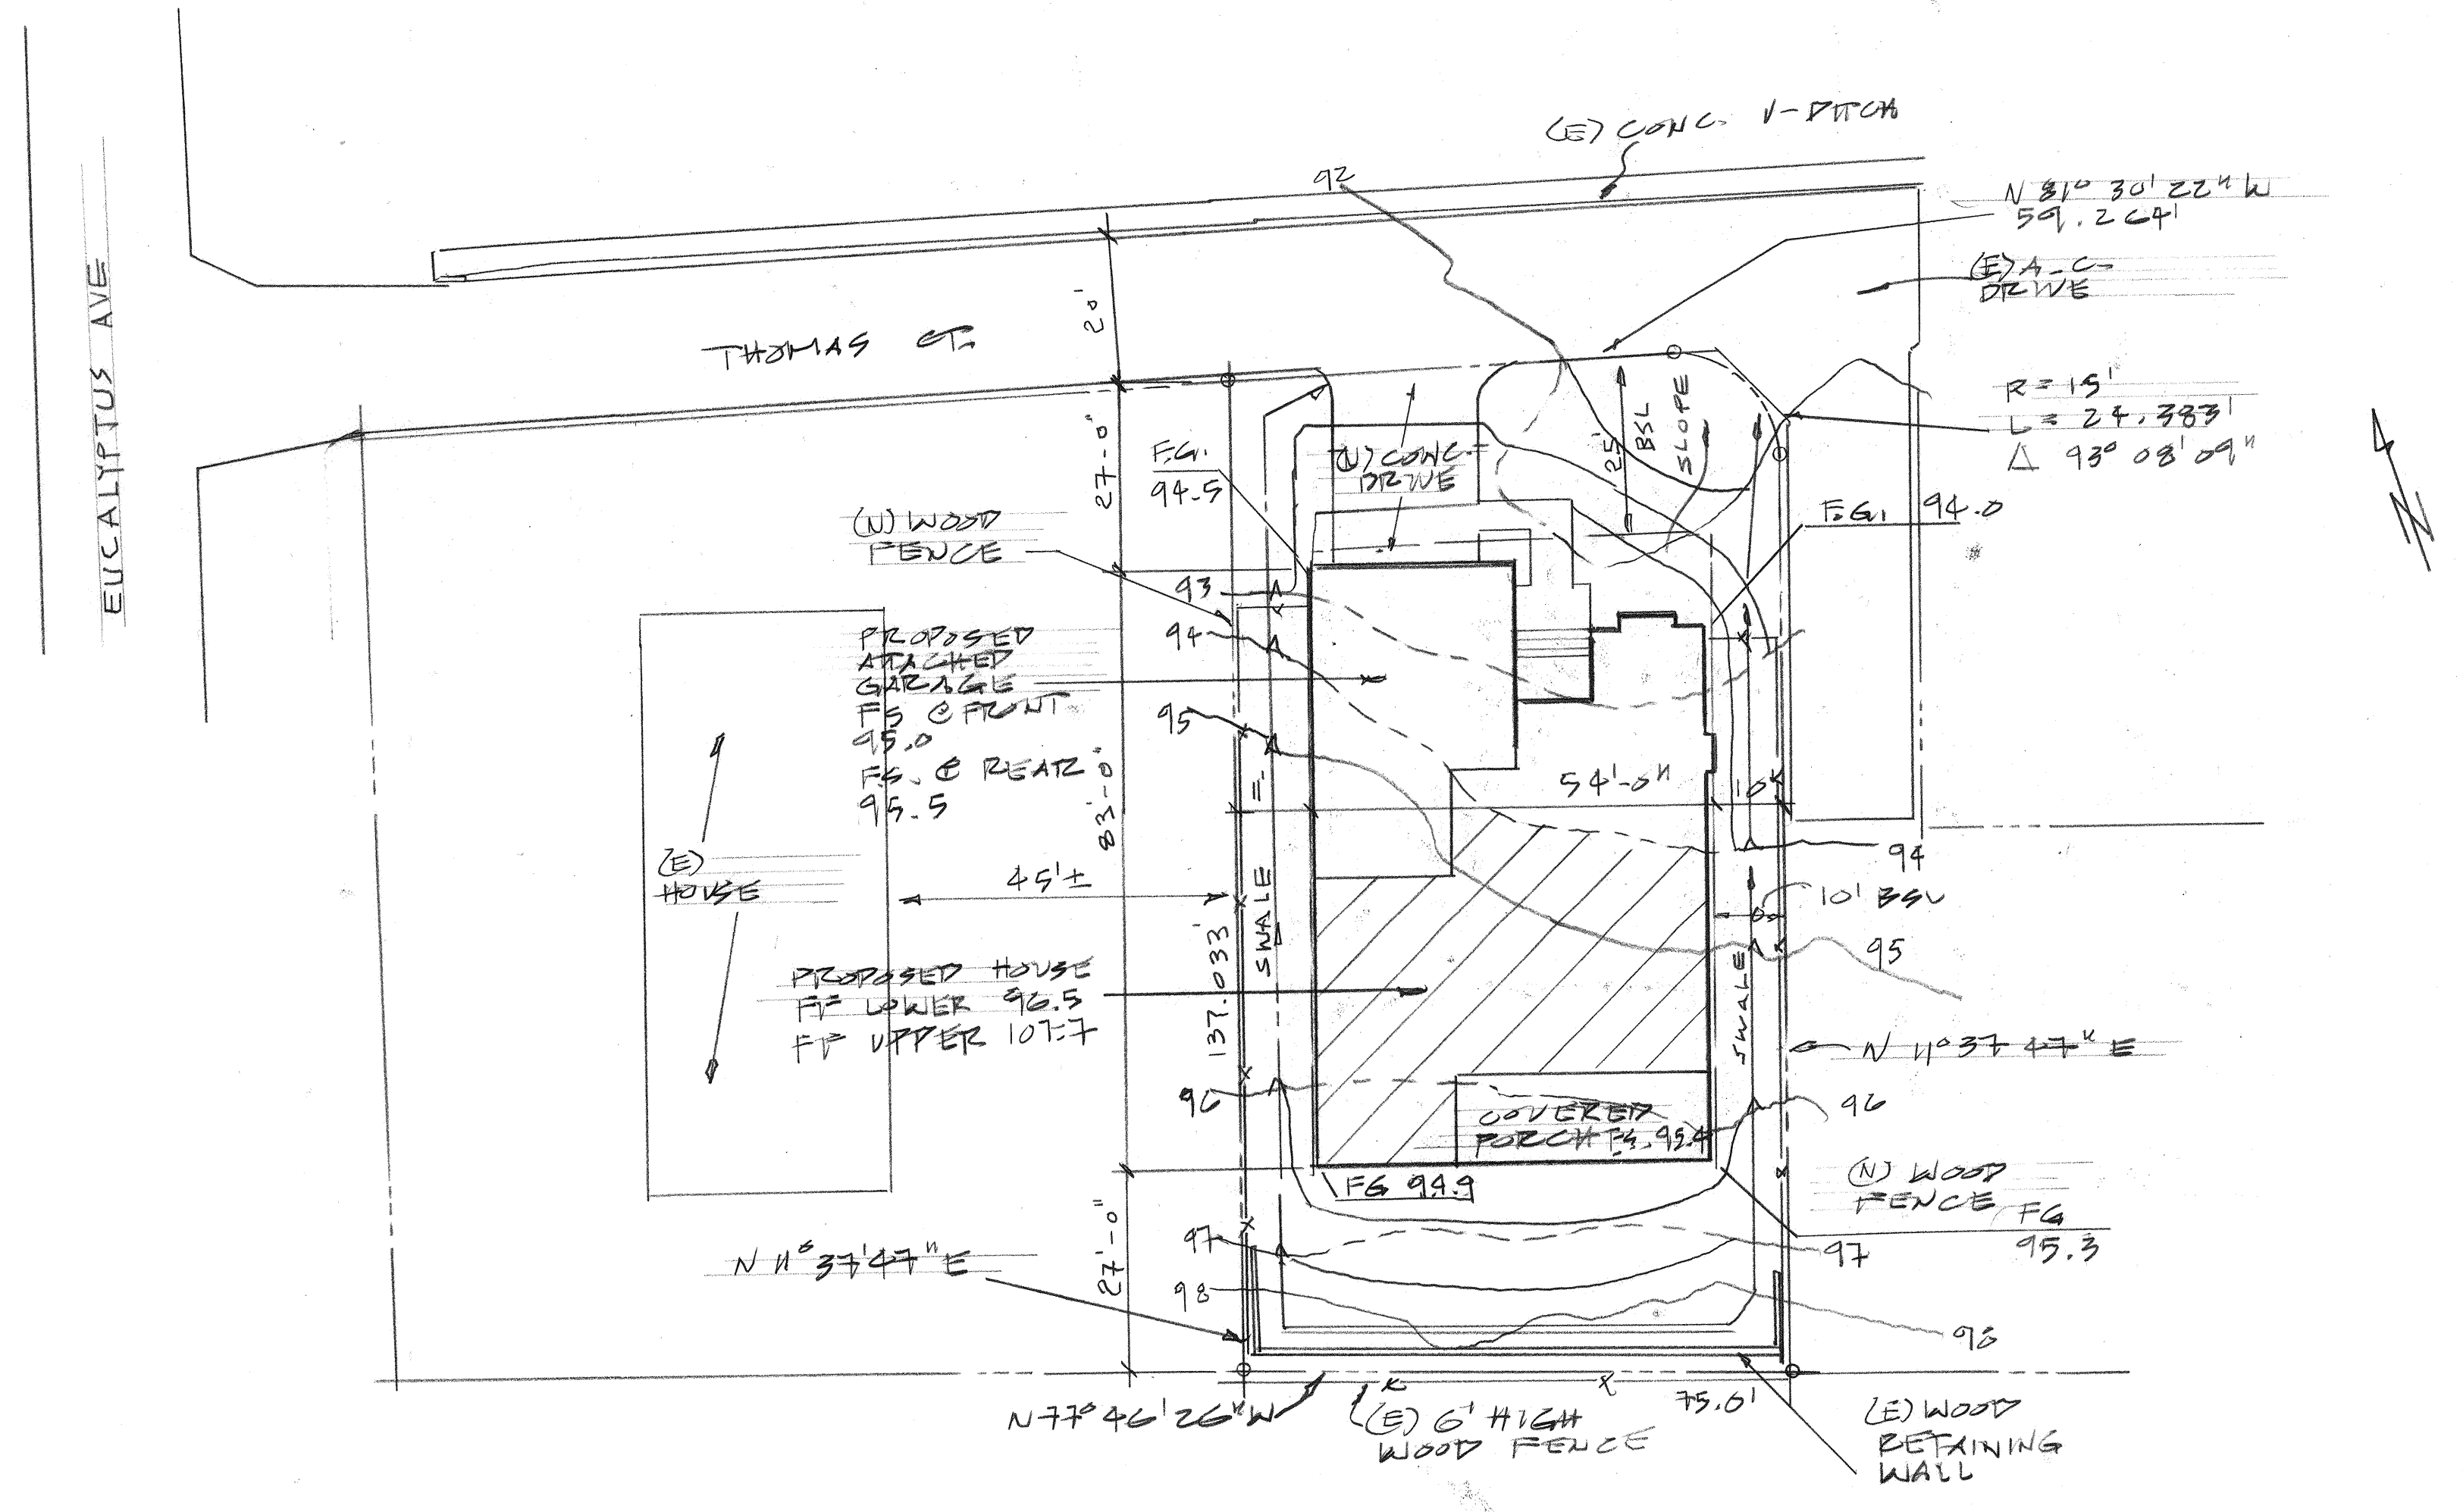 (E) CONC. V-DITCH
92
N 81° 30' 22" W
59.264'
(E) A.C.
DRIVE
EUCALYPTUS AVE
THOMAS CT.
20'
R = 15'
L = 24.383'
Δ 93° 08' 09"
27'-0"
F.G.
94.5
(N) CONC.
DRIVE
25'
BSL
SLOPE
F.G. 94.0
(N) WOOD
FENCE
93
94
PROPOSED
ATTACHED
GARAGE
FS @ FRONT
95.0
FS. @ REAR
95.5
95
83'-0"
54'-0"
10'
(E)
HOUSE
45'±
94
10' BSL
SWALE
137.033'
95
SWALE
PROPOSED HOUSE
FF LOWER 96.5
FF UPPER 107.7
N 11° 37' 47" E
96
COVERED
PORCH FS. 95.4
96
FG 94.9
(N) WOOD
FENCE
FG
95.3
97
97
27'-0"
N 11° 37' 47" E
98
98
N 77° 46' 26" W
(E) 6' HIGH
WOOD FENCE
75.0'
(E) WOOD
RETAINING
WALL